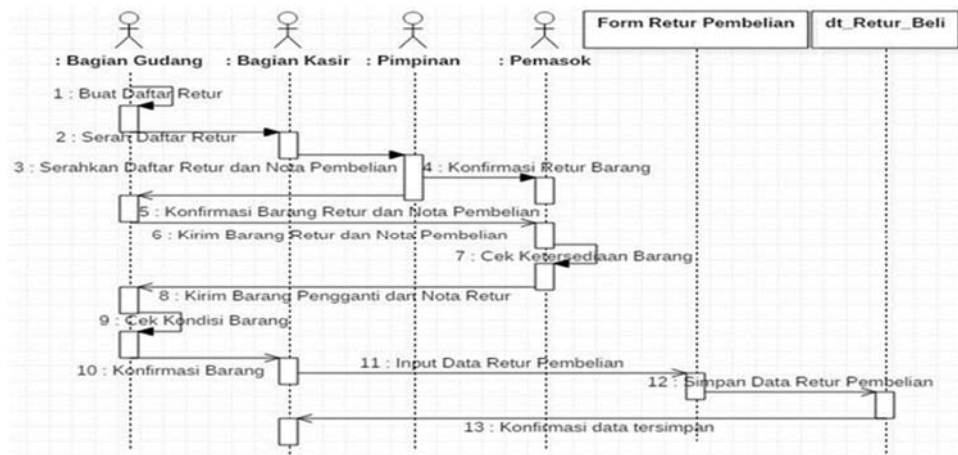 Form Retur Pembelian
dt_Retur_Beli
: Bagian Gudang
: Bagian Kasir
: Pimpinan
: Pemasok
1 : Buat Daftar Retur
2 : Serah Daftar Retur
3 : Serahkan Daftar Retur dan Nota Pembelian
4 : Konfirmasi Retur Barang
5 : Konfirmasi Barang Retur dan Nota Pembelian
6 : Kirim Barang Retur dan Nota Pembelian
7 : Cek Ketersediaan Barang
8 : Kirim Barang Pengganti dan Nota Retur
9 : Cek Kondisi Barang
10 : Konfirmasi Barang
11 : Input Data Retur Pembelian
12 : Simpan Data Retur Pembelian
13 : Konfirmasi data tersimpan